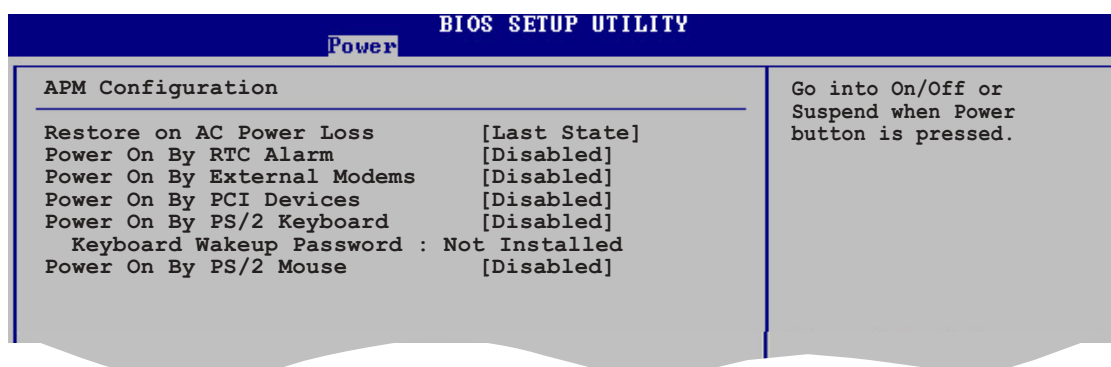 BIOS SETUP UTILITY
Power
APM Configuration
Restore on AC Power Loss [Last State]
Power On By RTC Alarm [Disabled]
Power On By External Modems [Disabled]
Power On By PCI Devices [Disabled]
Power On By PS/2 Keyboard [Disabled]
Keyboard Wakeup Password : Not Installed
Power On By PS/2 Mouse [Disabled]
Go into On/Off or
Suspend when Power
button is pressed.